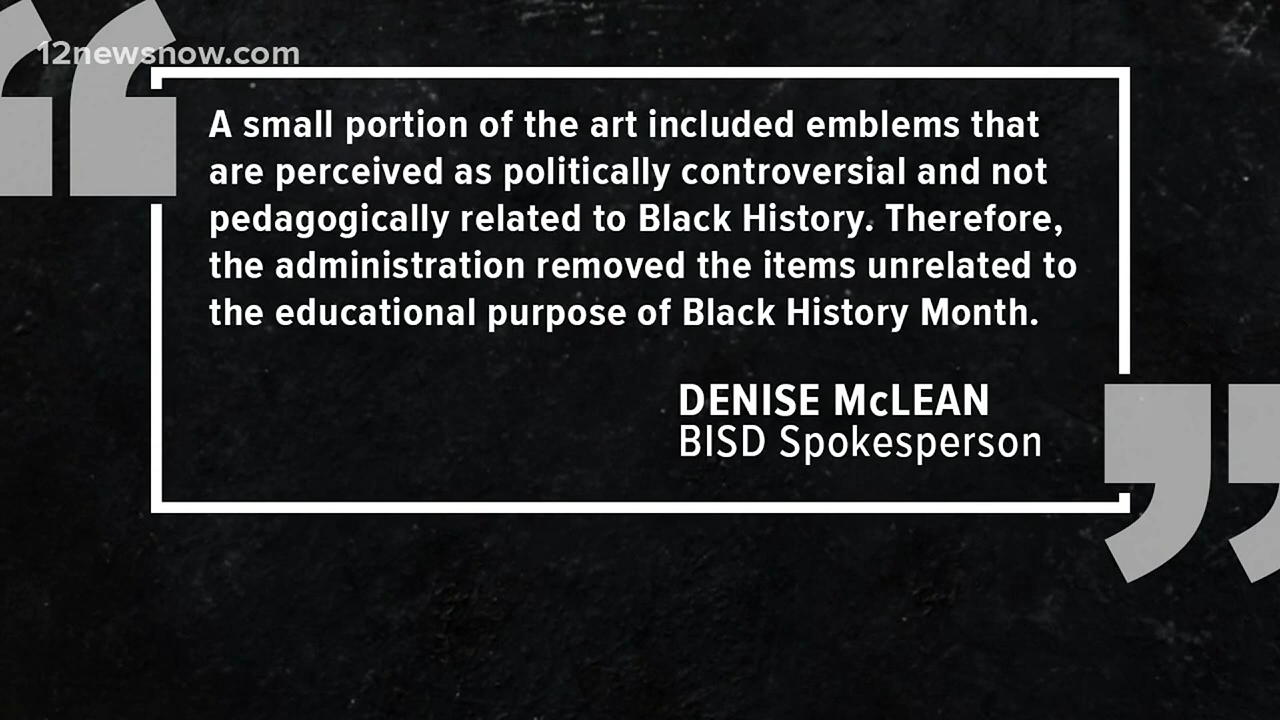 12newsnow.com
“
A small portion of the art included emblems that
are perceived as politically controversial and not
pedagogically related to Black History. Therefore,
the administration removed the items unrelated to
the educational purpose of Black History Month.
DENISE McLEAN
BISD Spokesperson
”